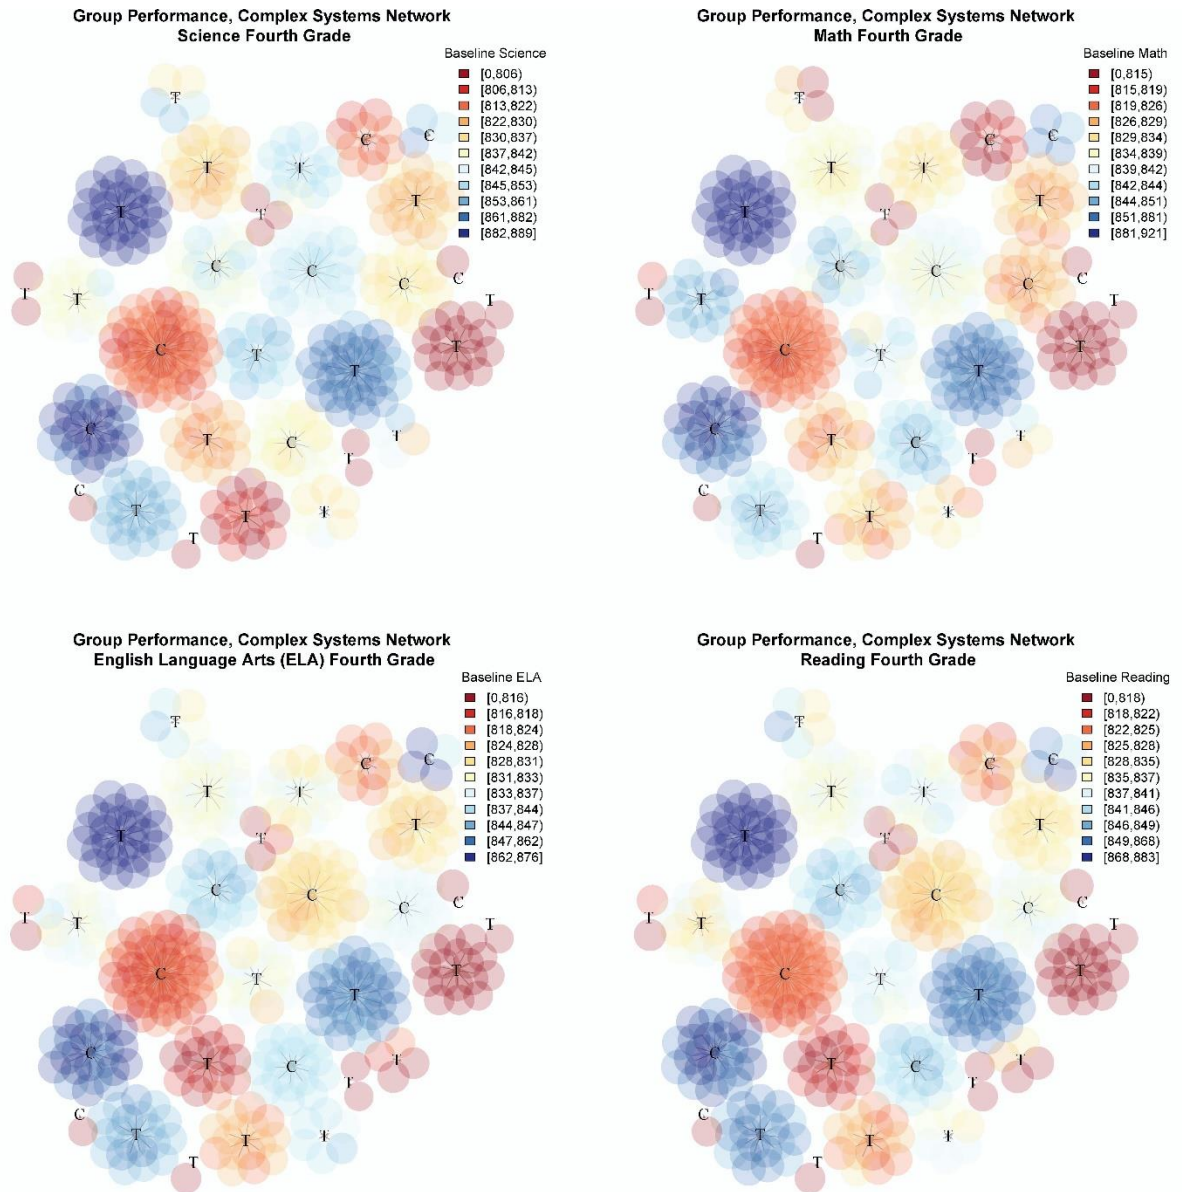 Group Performance, Complex Systems Network
Science Fourth Grade
Baseline Science
[0,806)
[806,813)
[813,822)
[822,830)
[830,837)
[837,842)
[842,845)
[845,853)
[853,861)
[861,882)
[882,889]
T
C
C
T
T
T
T
T
C
C
C
C
T
T
T
C
T
T
T
C
T
C
T
T
C
T
T
T
T
Group Performance, Complex Systems Network
Math Fourth Grade
Baseline Math
[0,815)
[815,819)
[819,826)
[826,829)
[829,834)
[834,839)
[839,842)
[842,844)
[844,851)
[851,881)
[881,921]
T
C
C
T
T
T
T
T
C
C
C
C
T
T
T
C
T
T
T
C
T
C
T
T
C
T
T
T
T
Group Performance, Complex Systems Network
English Language Arts (ELA) Fourth Grade
Baseline ELA
[0,816)
[816,818)
[818,824)
[824,828)
[828,831)
[831,833)
[833,837)
[837,844)
[844,847)
[847,862)
[862,876]
T
C
C
T
T
T
T
T
C
C
C
C
T
T
T
C
T
T
T
C
T
C
T
T
C
T
T
T
T
Group Performance, Complex Systems Network
Reading Fourth Grade
Baseline Reading
[0,818)
[818,822)
[822,825)
[825,828)
[828,835)
[835,837)
[837,841)
[841,846)
[846,849)
[849,868)
[868,883]
T
C
C
T
T
T
T
T
C
C
C
C
T
T
T
C
T
T
T
C
T
C
T
T
C
T
T
T
T